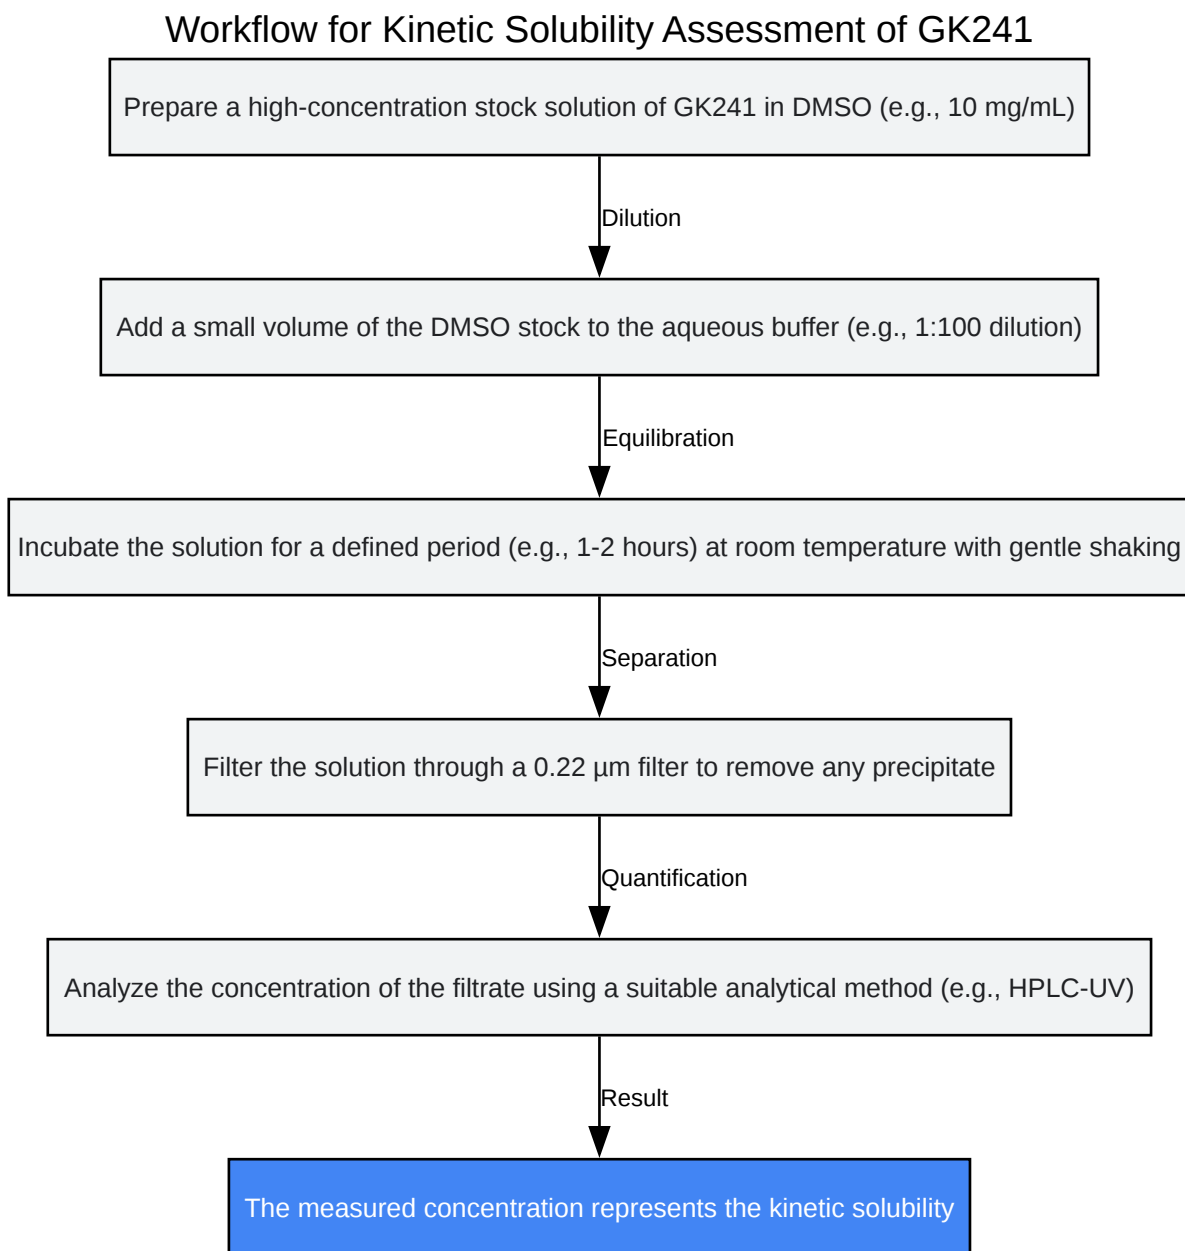 Workflow for Kinetic Solubility Assessment of GK241
Prepare a high-concentration stock solution of GK241 in DMSO (e.g., 10 mg/mL)
Dilution
Add a small volume of the DMSO stock to the aqueous buffer (e.g., 1:100 dilution)
Equilibration
Incubate the solution for a defined period (e.g., 1-2 hours) at room temperature with gentle shaking
Separation
Filter the solution through a 0.22 µm filter to remove any precipitate
Quantification
Analyze the concentration of the filtrate using a suitable analytical method (e.g., HPLC-UV)
Result
The measured concentration represents the kinetic solubility